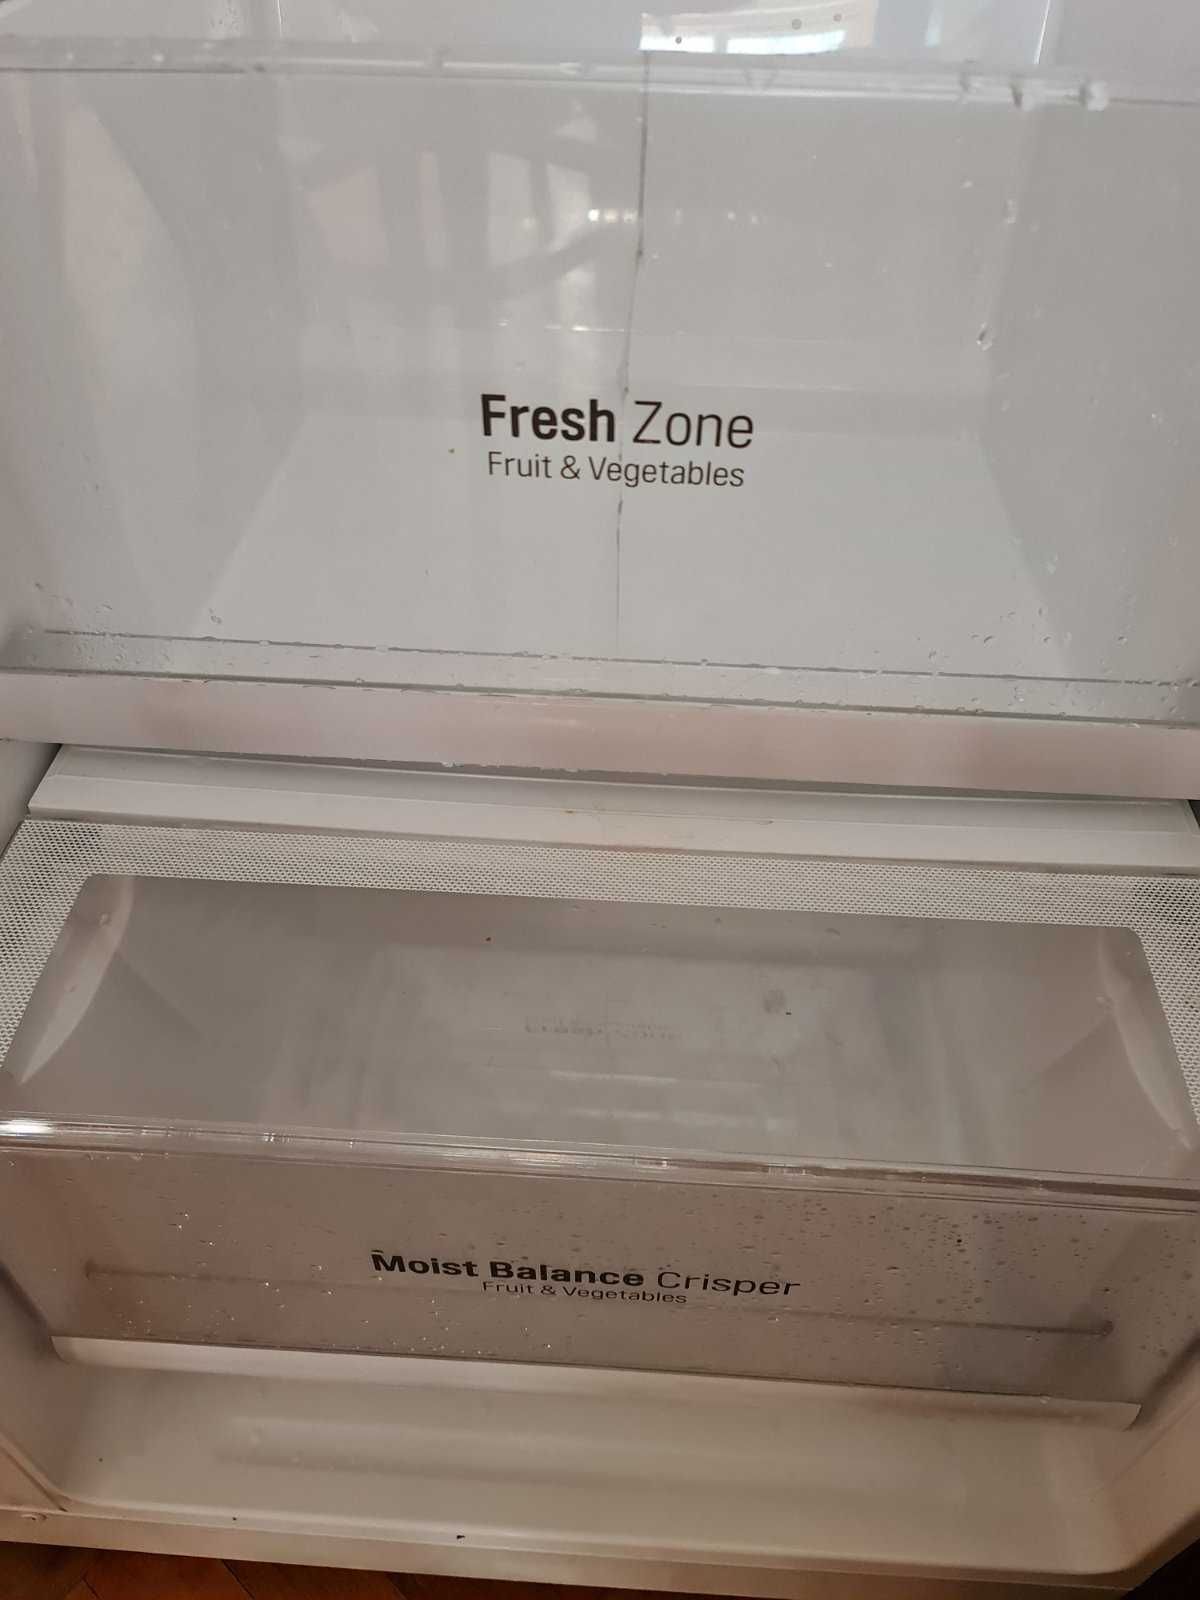 Fresh Zone
Fruit & Vegetables
Moist Balance Crisper
Fruit & Vegetables